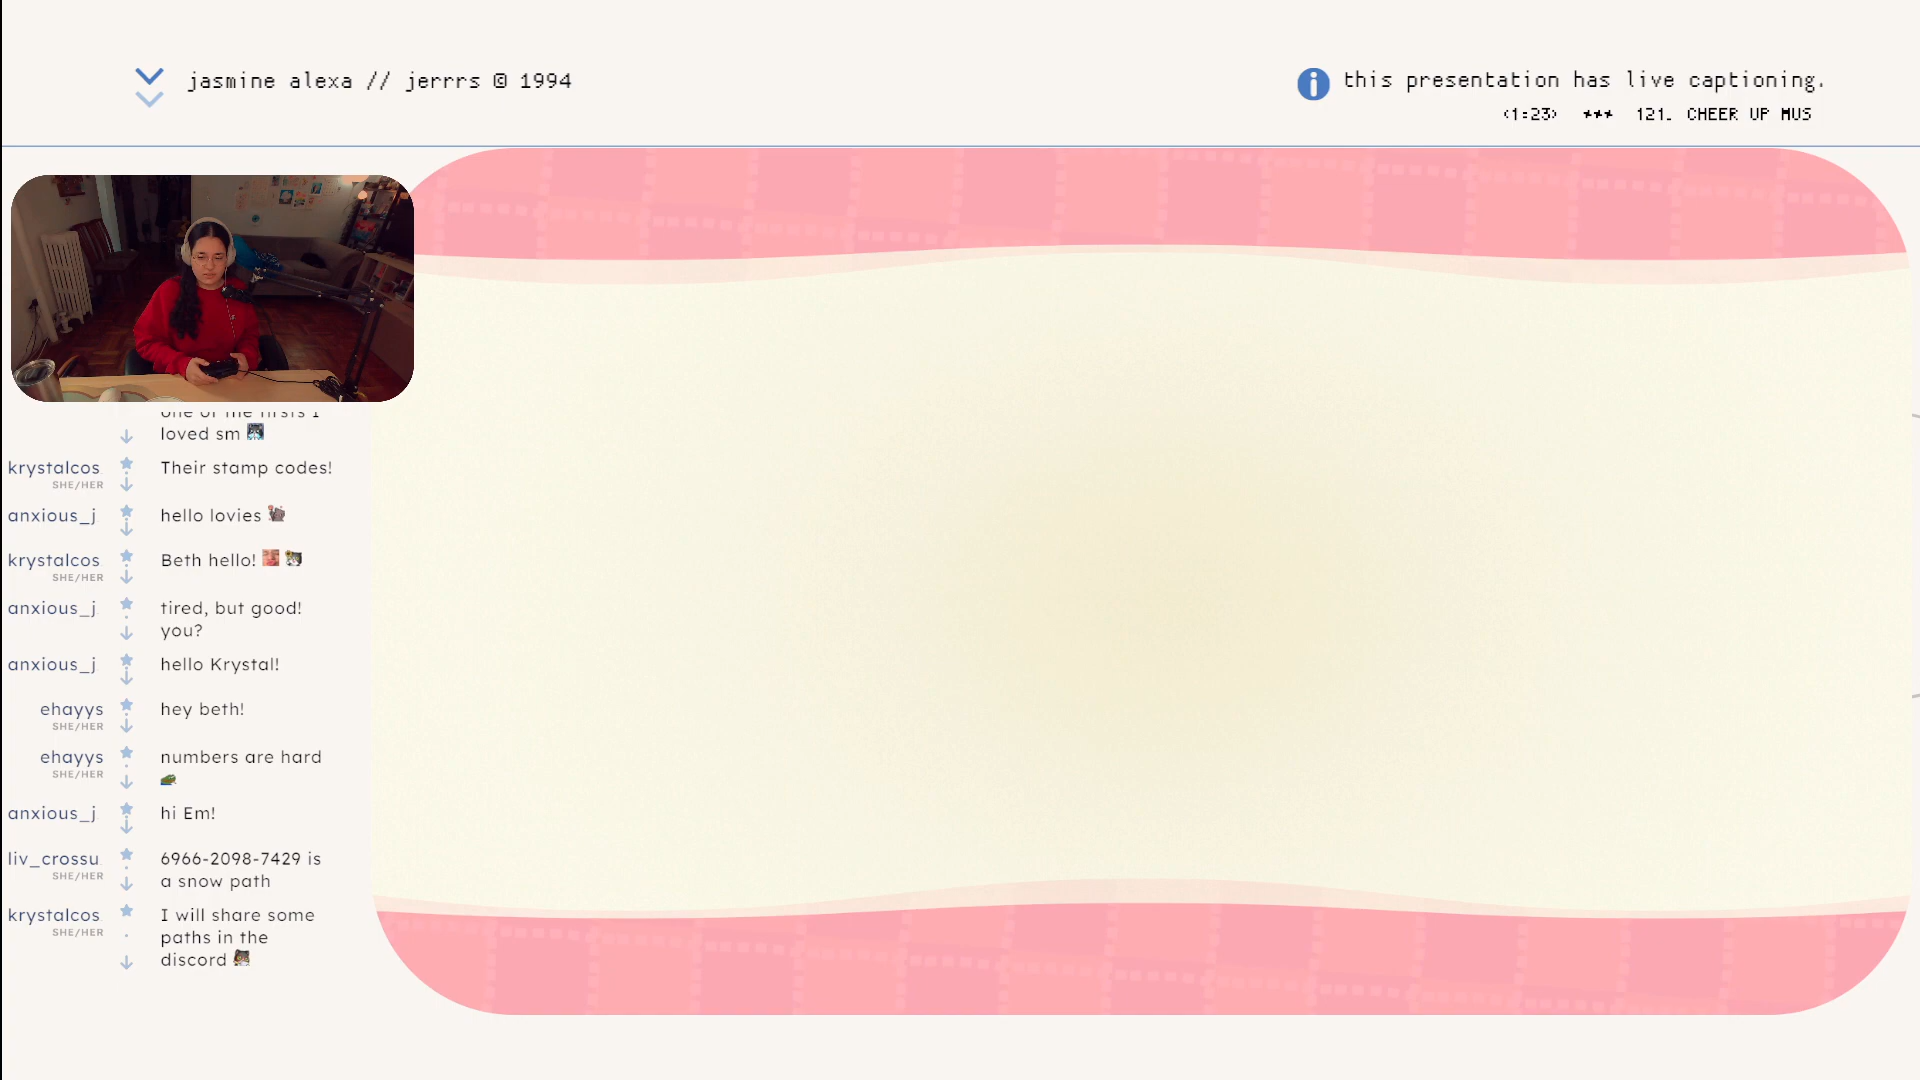 jasmine alexa // jerrrs © 1994
this presentation has live captioning.
<1:23> *** 121. CHEER UP MUS
loved sm
krystalcos Their stamp codes!
SHE/HER
anxious_j hello lovies
krystalcos Beth hello!
SHE/HER
anxious_j tired, but good!
you?
anxious_j hello Krystal!
ehayys hey beth!
SHE/HER
ehayys numbers are hard
SHE/HER
anxious_j hi Em!
liv_crossu 6966-2098-7429 is
SHE/HER
a snow path
krystalcos I will share some
SHE/HER
paths in the
discord